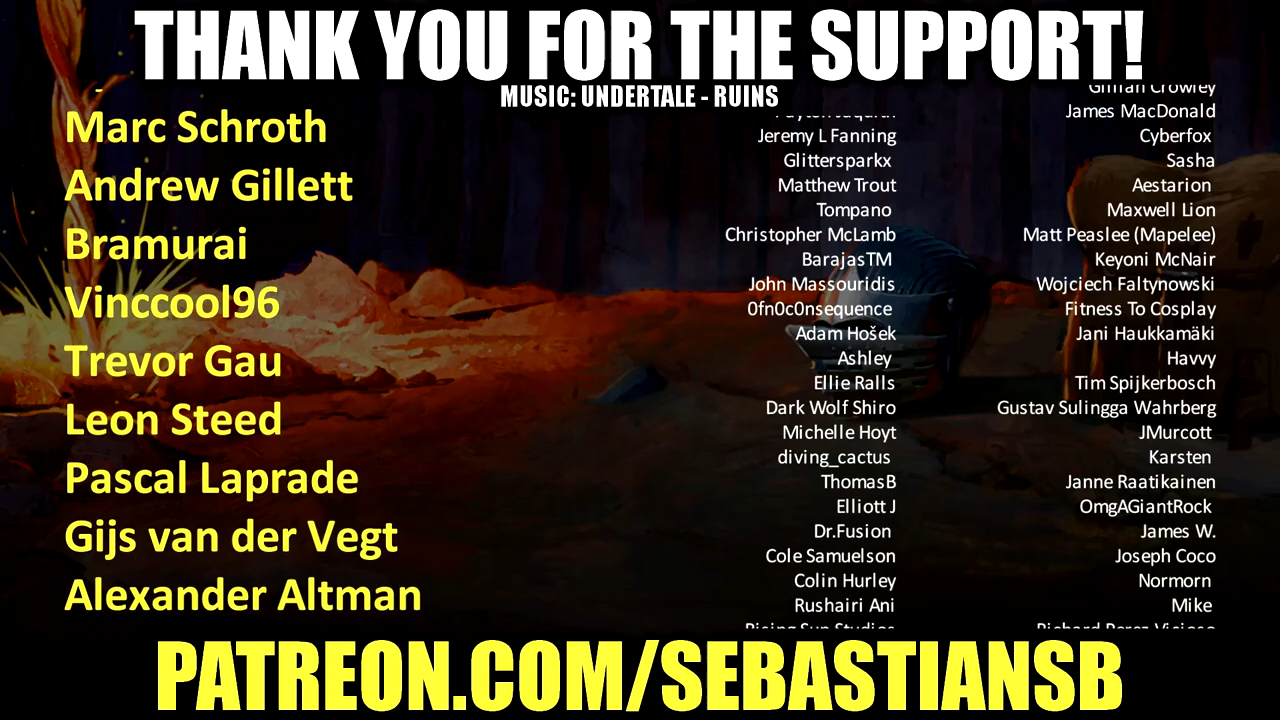 THANK YOU FOR THE SUPPORT!
MUSIC: UNDERTALE - RUINS
Marc Schroth
Andrew Gillett
Bramurai
Vinccool96
Trevor Gau
Leon Steed
Pascal Laprade
Gijs van der Vegt
Alexander Altman
Jeremy L Fanning
Glittersparkx
Matthew Trout
Tompano
Christopher McLamb
BarajasTM
John Massouridis
0fn0c0nsequence
Adam Hošek
Ashley
Ellie Ralls
Dark Wolf Shiro
Michelle Hoyt
diving_cactus
ThomasB
Elliott J
Dr.Fusion
Cole Samuelson
Colin Hurley
Rushairi Ani
Rising Sun Studios
Gillian Crowley
James MacDonald
Cyberfox
Sasha
Aestarion
Maxwell Lion
Matt Peaslee (Mapelee)
Keyoni McNair
Wojciech Faltynowski
Fitness To Cosplay
Jani Haukkamäki
Havvy
Tim Spijkerbosch
Gustav Sulingga Wahrberg
JMurcott
Karsten
Janne Raatikainen
OmgAGiantRock
James W.
Joseph Coco
Normorn
Mike
PATREON.COM/SEBASTIANSB